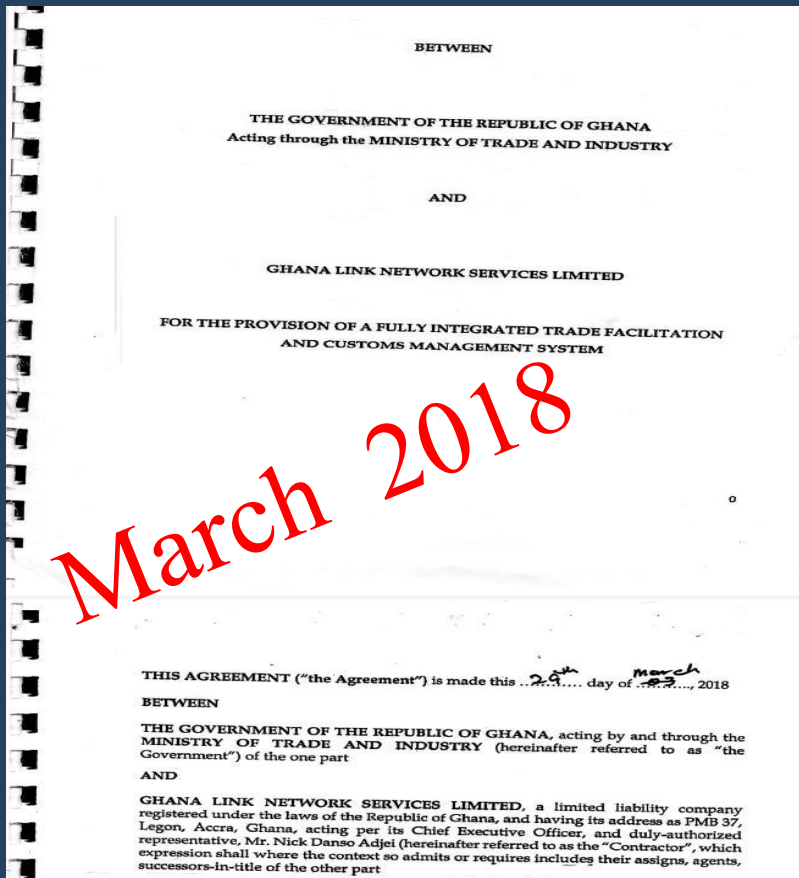 BETWEEN
THE GOVERNMENT OF THE REPUBLIC OF GHANA
Acting through the MINISTRY OF TRADE AND INDUSTRY
AND
GHANA LINK NETWORK SERVICES LIMITED
FOR THE PROVISION OF A FULLY INTEGRATED TRADE FACILITATION
AND CUSTOMS MANAGEMENT SYSTEM
March 2018
0
THIS AGREEMENT ("the Agreement") is made this ..29th.... day of .03......, 2018
March
BETWEEN
THE GOVERNMENT OF THE REPUBLIC OF GHANA, acting by and through the
MINISTRY OF TRADE AND INDUSTRY (hereinafter referred to as "the
Government") of the one part
AND
GHANA LINK NETWORK SERVICES LIMITED, a limited liability company
registered under the laws of the Republic of Ghana, and having its address as PMB 37,
Legon, Accra, Ghana, acting per its Chief Executive Officer, and duly-authorized
representative, Mr. Nick Danso Adjei (hereinafter referred to as the "Contractor", which
expression shall where the context so admits or requires includes their assigns, agents,
successors-in-title of the other part